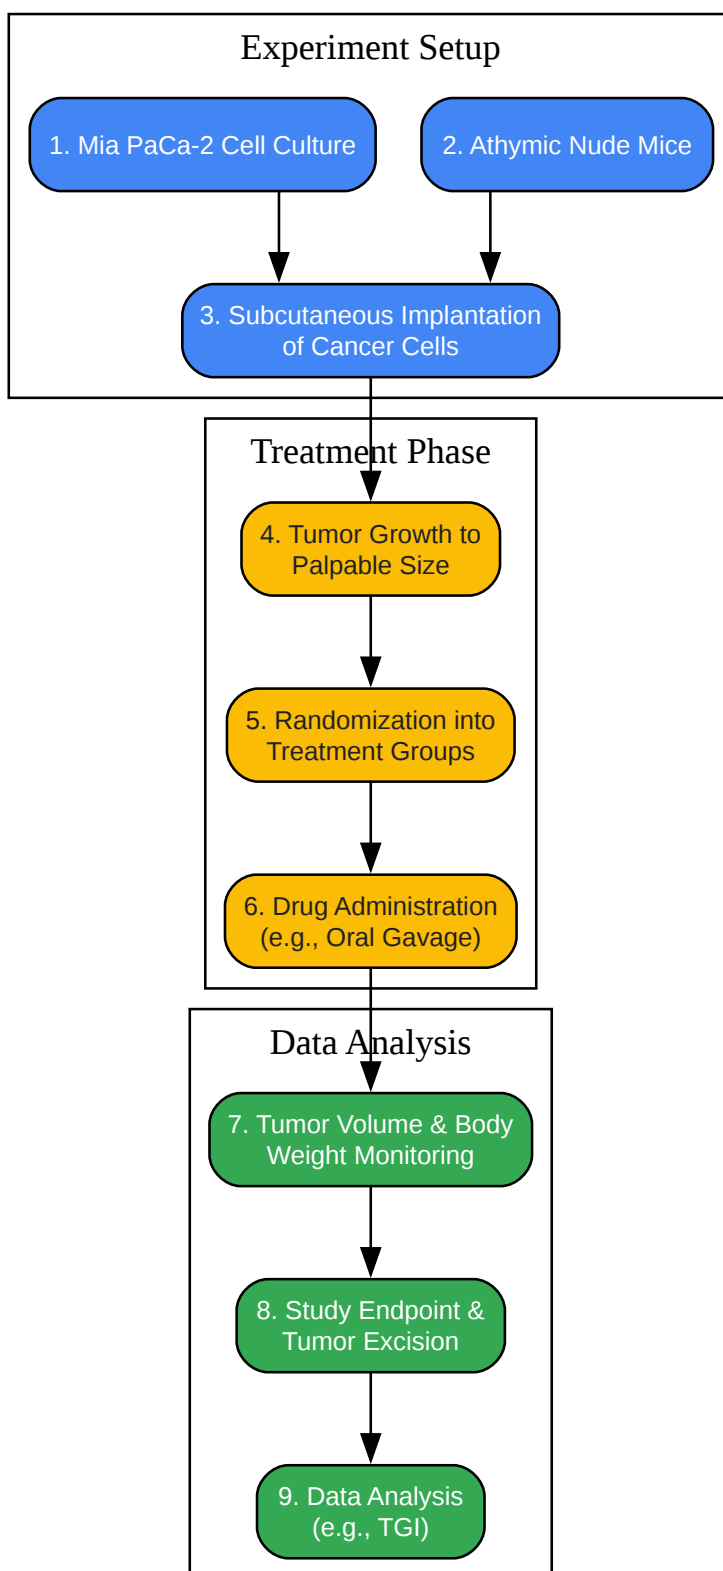 Experiment Setup
1. Mia PaCa-2 Cell Culture
2. Athymic Nude Mice
3. Subcutaneous Implantation
of Cancer Cells
Treatment Phase
4. Tumor Growth to
Palpable Size
5. Randomization into
Treatment Groups
6. Drug Administration
(e.g., Oral Gavage)
Data Analysis
7. Tumor Volume & Body
Weight Monitoring
8. Study Endpoint &
Tumor Excision
9. Data Analysis
(e.g., TGI)